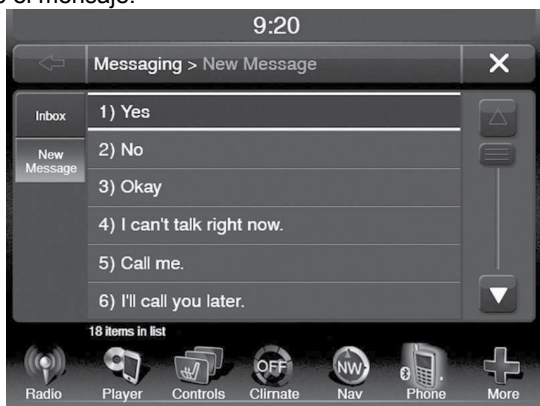 9:20
Messaging > New Message
Inbox
New
Message
1) Yes
2) No
3) Okay
4) I can't talk right now.
5) Call me.
6) I'll call you later.
18 items in list
OFF
NW
Radio
Player
Controls
Climate
Nav
Phone
More